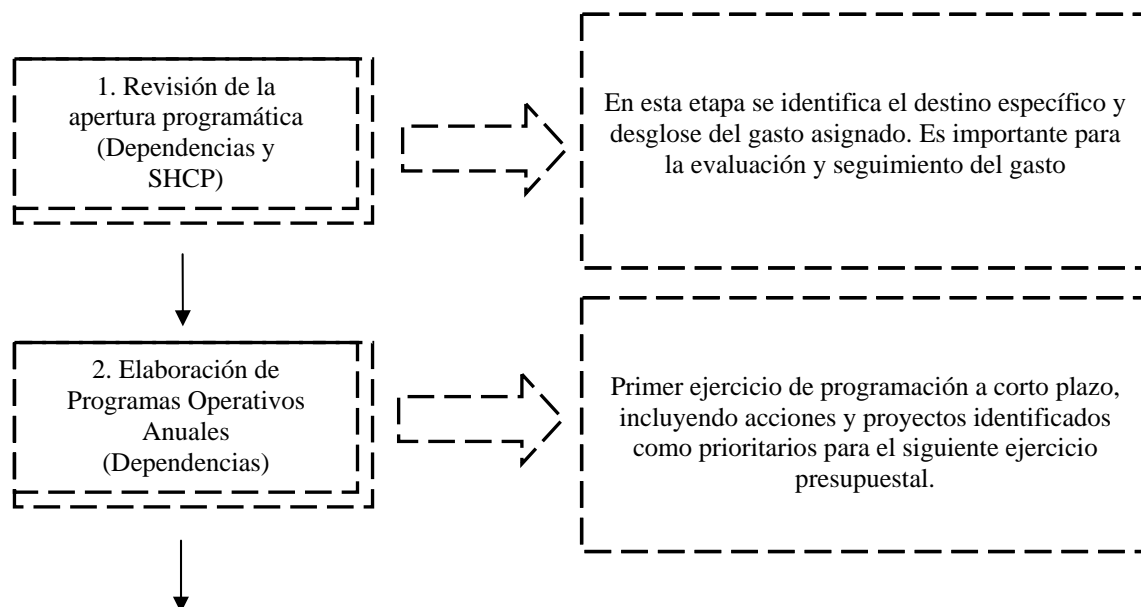 1. Revisión de la
apertura programática
(Dependencias y
SHCP)
En esta etapa se identifica el destino específico y
desglose del gasto asignado. Es importante para
la evaluación y seguimiento del gasto
2. Elaboración de
Programas Operativos
Anuales
(Dependencias)
Primer ejercicio de programación a corto plazo,
incluyendo acciones y proyectos identificados
como prioritarios para el siguiente ejercicio
presupuestal.